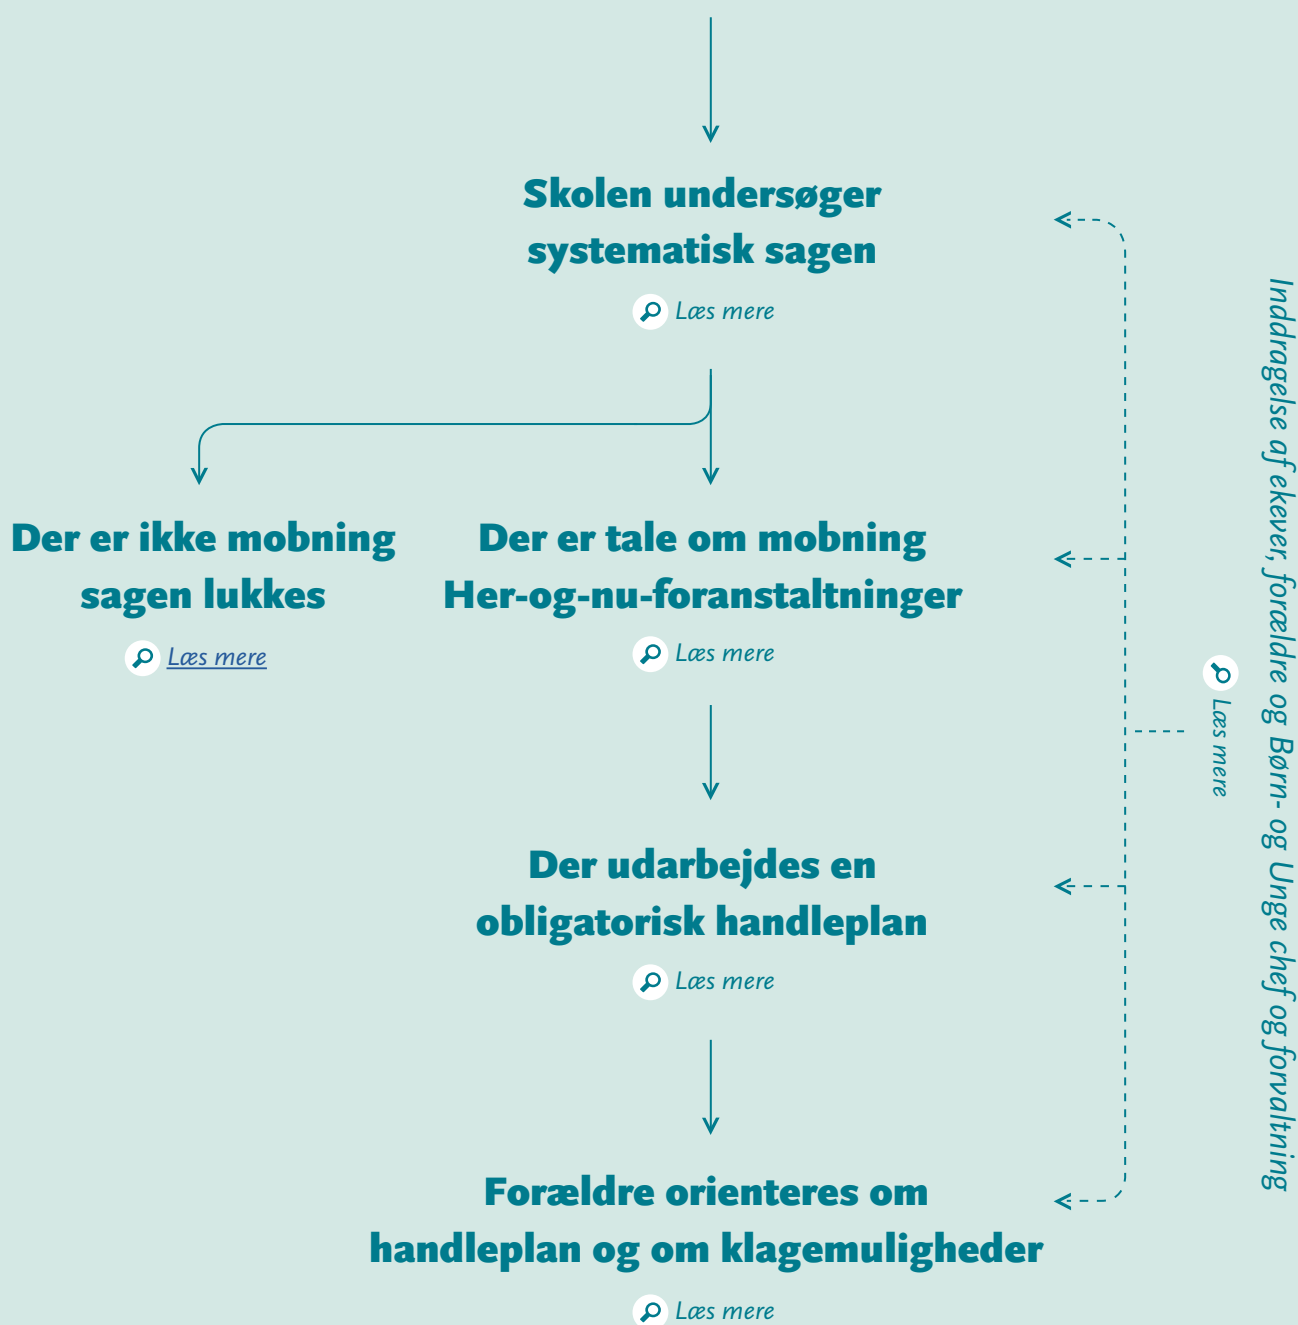 Skolen undersøger
systematisk sagen
Læs mere
Der er ikke mobning
sagen lukkes
Læs mere
Der er tale om mobning
Her-og-nu-foranstaltninger
Læs mere
Der udarbejdes en
obligatorisk handleplan
Læs mere
Forældre orienteres om
handleplan og om klagemuligheder
Læs mere
Inddragelse af ekever, forældre og Børn- og Unge chef og forvaltning
Læs mere